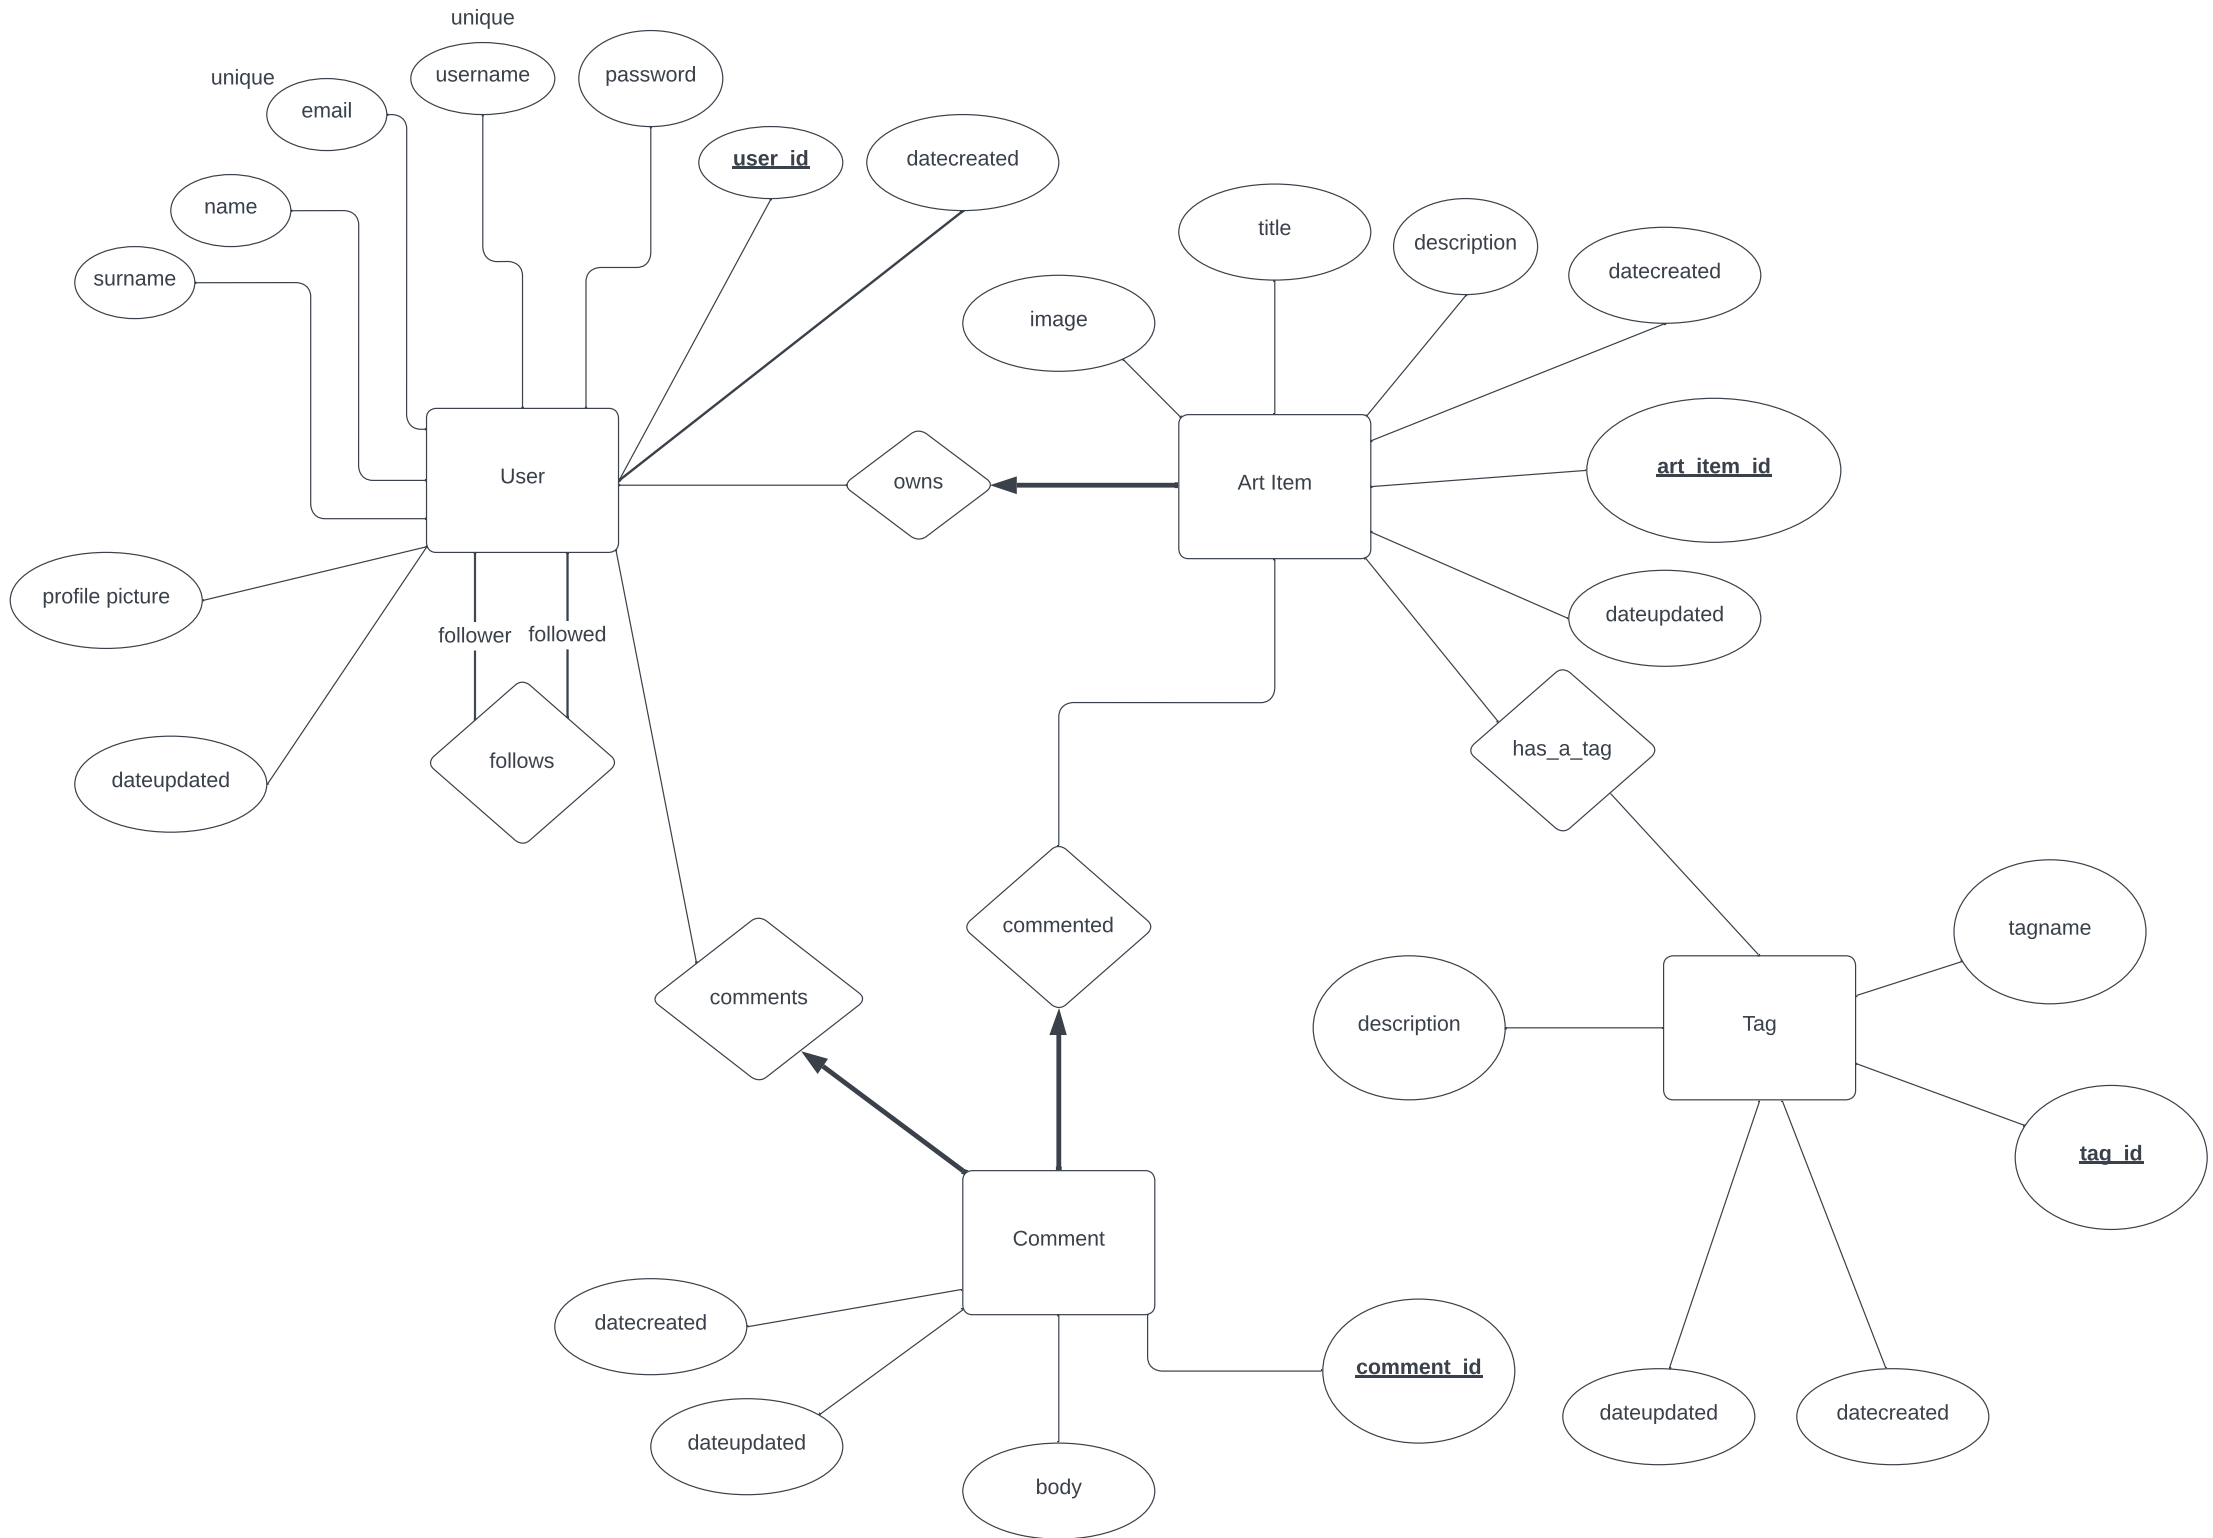 unique
unique
username
password
email
user_id
datecreated
name
surname
title
description
datecreated
image
User
owns
Art Item
art_item_id
profile picture
follower
followed
dateupdated
dateupdated
follows
has_a_tag
commented
comments
tagname
description
Tag
tag_id
Comment
datecreated
dateupdated
body
comment_id
dateupdated
datecreated